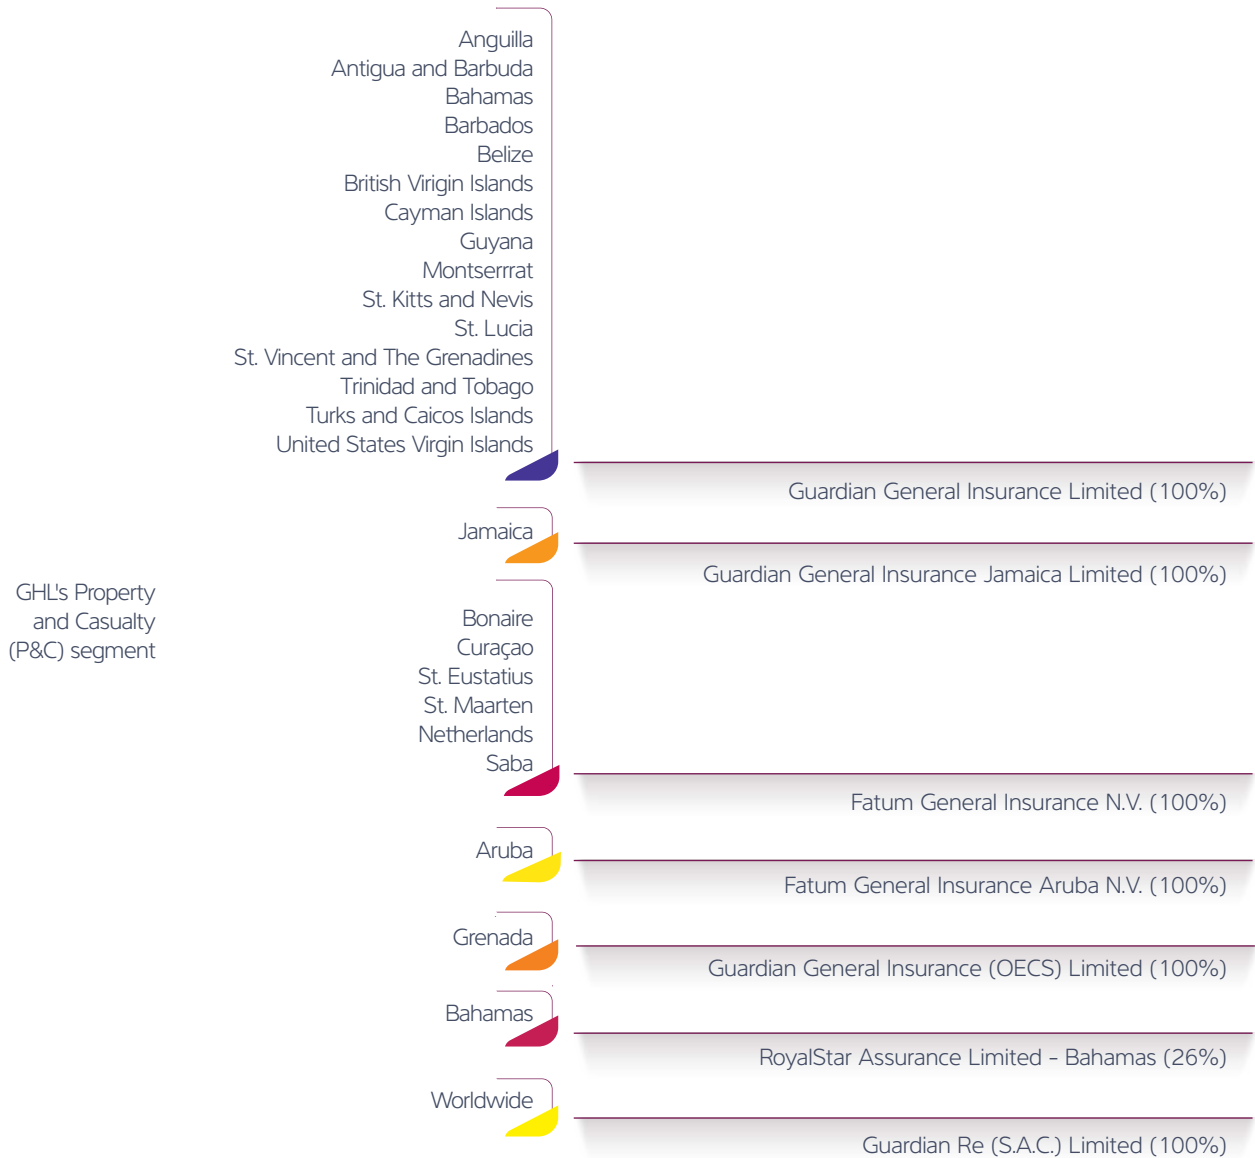 Anguilla
Antigua and Barbuda
Bahamas
Barbados
Belize
British Virigin Islands
Cayman Islands
Guyana
Montserrrat
St. Kitts and Nevis
St. Lucia
St. Vincent and The Grenadines
Trinidad and Tobago
Turks and Caicos Islands
United States Virgin Islands
Guardian General Insurance Limited (100%)
Jamaica
Guardian General Insurance Jamaica Limited (100%)
GHL's Property
and Casualty
(P&C) segment
Bonaire
Curaçao
St. Eustatius
St. Maarten
Netherlands
Saba
Fatum General Insurance N.V. (100%)
Aruba
Fatum General Insurance Aruba N.V. (100%)
Grenada
Guardian General Insurance (OECS) Limited (100%)
Bahamas
RoyalStar Assurance Limited - Bahamas (26%)
Worldwide
Guardian Re (S.A.C.) Limited (100%)